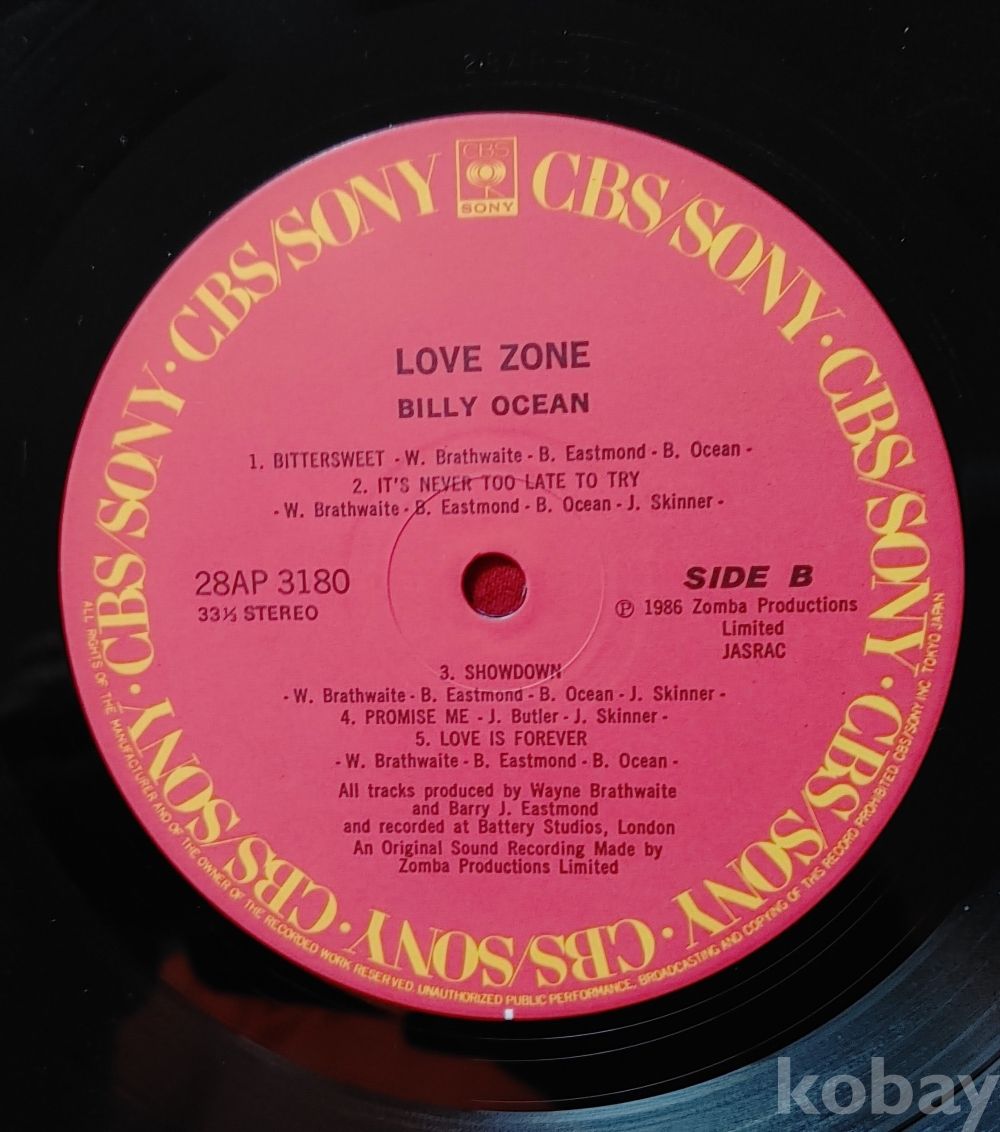 CBS
SONY
CBS/SONY · CBS/SONY · CBS/SONY · CBS/SONY · CBS/SONY · CBS/SONY · CBS/SONY · CBS/SONY
LOVE ZONE
BILLY OCEAN
1. BITTERSWEET - W. Brathwaite - B. Eastmond - B. Ocean -
2. IT'S NEVER TOO LATE TO TRY
- W. Brathwaite - B. Eastmond - B. Ocean - J. Skinner -
28AP 3180
33⅓ STEREO
SIDE B
Ⓟ 1986 Zomba Productions
Limited
JASRAC
3. SHOWDOWN
- W. Brathwaite - B. Eastmond - B. Ocean - J. Skinner -
4. PROMISE ME - J. Butler - J. Skinner -
5. LOVE IS FOREVER
- W. Brathwaite - B. Eastmond - B. Ocean -
All tracks produced by Wayne Brathwaite
and Barry J. Eastmond
and recorded at Battery Studios, London
An Original Sound Recording Made by
Zomba Productions Limited
ALL RIGHTS OF THE MANUFACTURER AND OF THE OWNER OF THE RECORDED WORK RESERVED. UNAUTHORIZED PUBLIC PERFORMANCE, BROADCASTING AND COPYING OF THIS RECORD PROHIBITED. CBS/SONY INC. TOKYO JAPAN
kobay